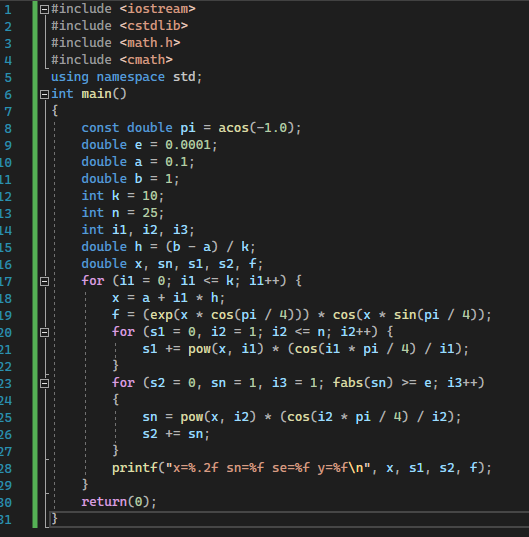 1 #include <iostream>
2 #include <cstdlib>
3 #include <math.h>
4 #include <cmath>
5 using namespace std;
6 int main()
7 {
8 const double pi = acos(-1.0);
9 double e = 0.0001;
10 double a = 0.1;
11 double b = 1;
12 int k = 10;
13 int n = 25;
14 int i1, i2, i3;
15 double h = (b - a) / k;
16 double x, sn, s1, s2, f;
17 for (i1 = 0; i1 <= k; i1++) {
18 x = a + i1 * h;
19 f = (exp(x * cos(pi / 4))) * cos(x * sin(pi / 4));
20 for (s1 = 0, i2 = 1; i2 <= n; i2++) {
21 s1 += pow(x, i1) * (cos(i1 * pi / 4) / i1);
22 }
23 for (s2 = 0, sn = 1, i3 = 1; fabs(sn) >= e; i3++)
24 {
25 sn = pow(x, i2) * (cos(i2 * pi / 4) / i2);
26 s2 += sn;
27 }
28 printf("x=%.2f sn=%f se=%f y=%f\n", x, s1, s2, f);
29 }
30 return(0);
31 }